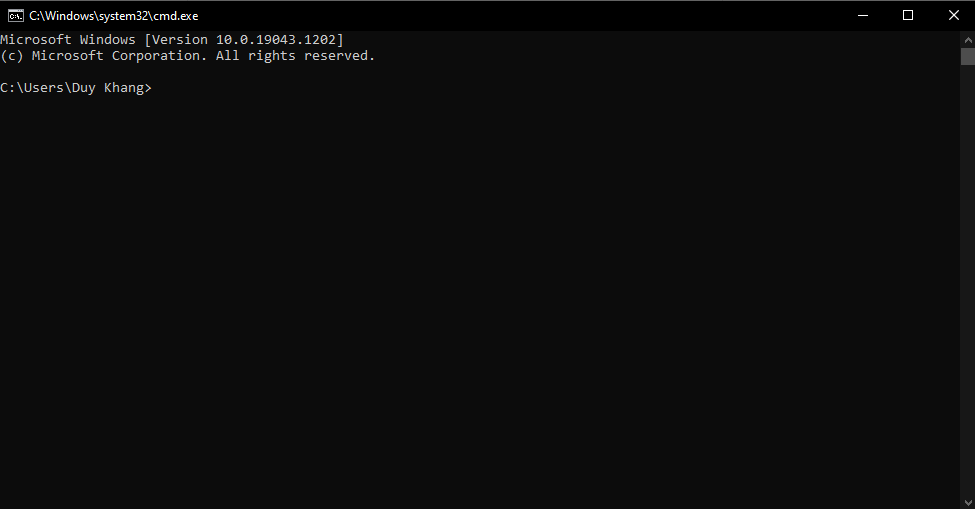 C:\Windows\system32\cmd.exe
Microsoft Windows [Version 10.0.19043.1202]
(c) Microsoft Corporation. All rights reserved.
C:\Users\Duy Khang>